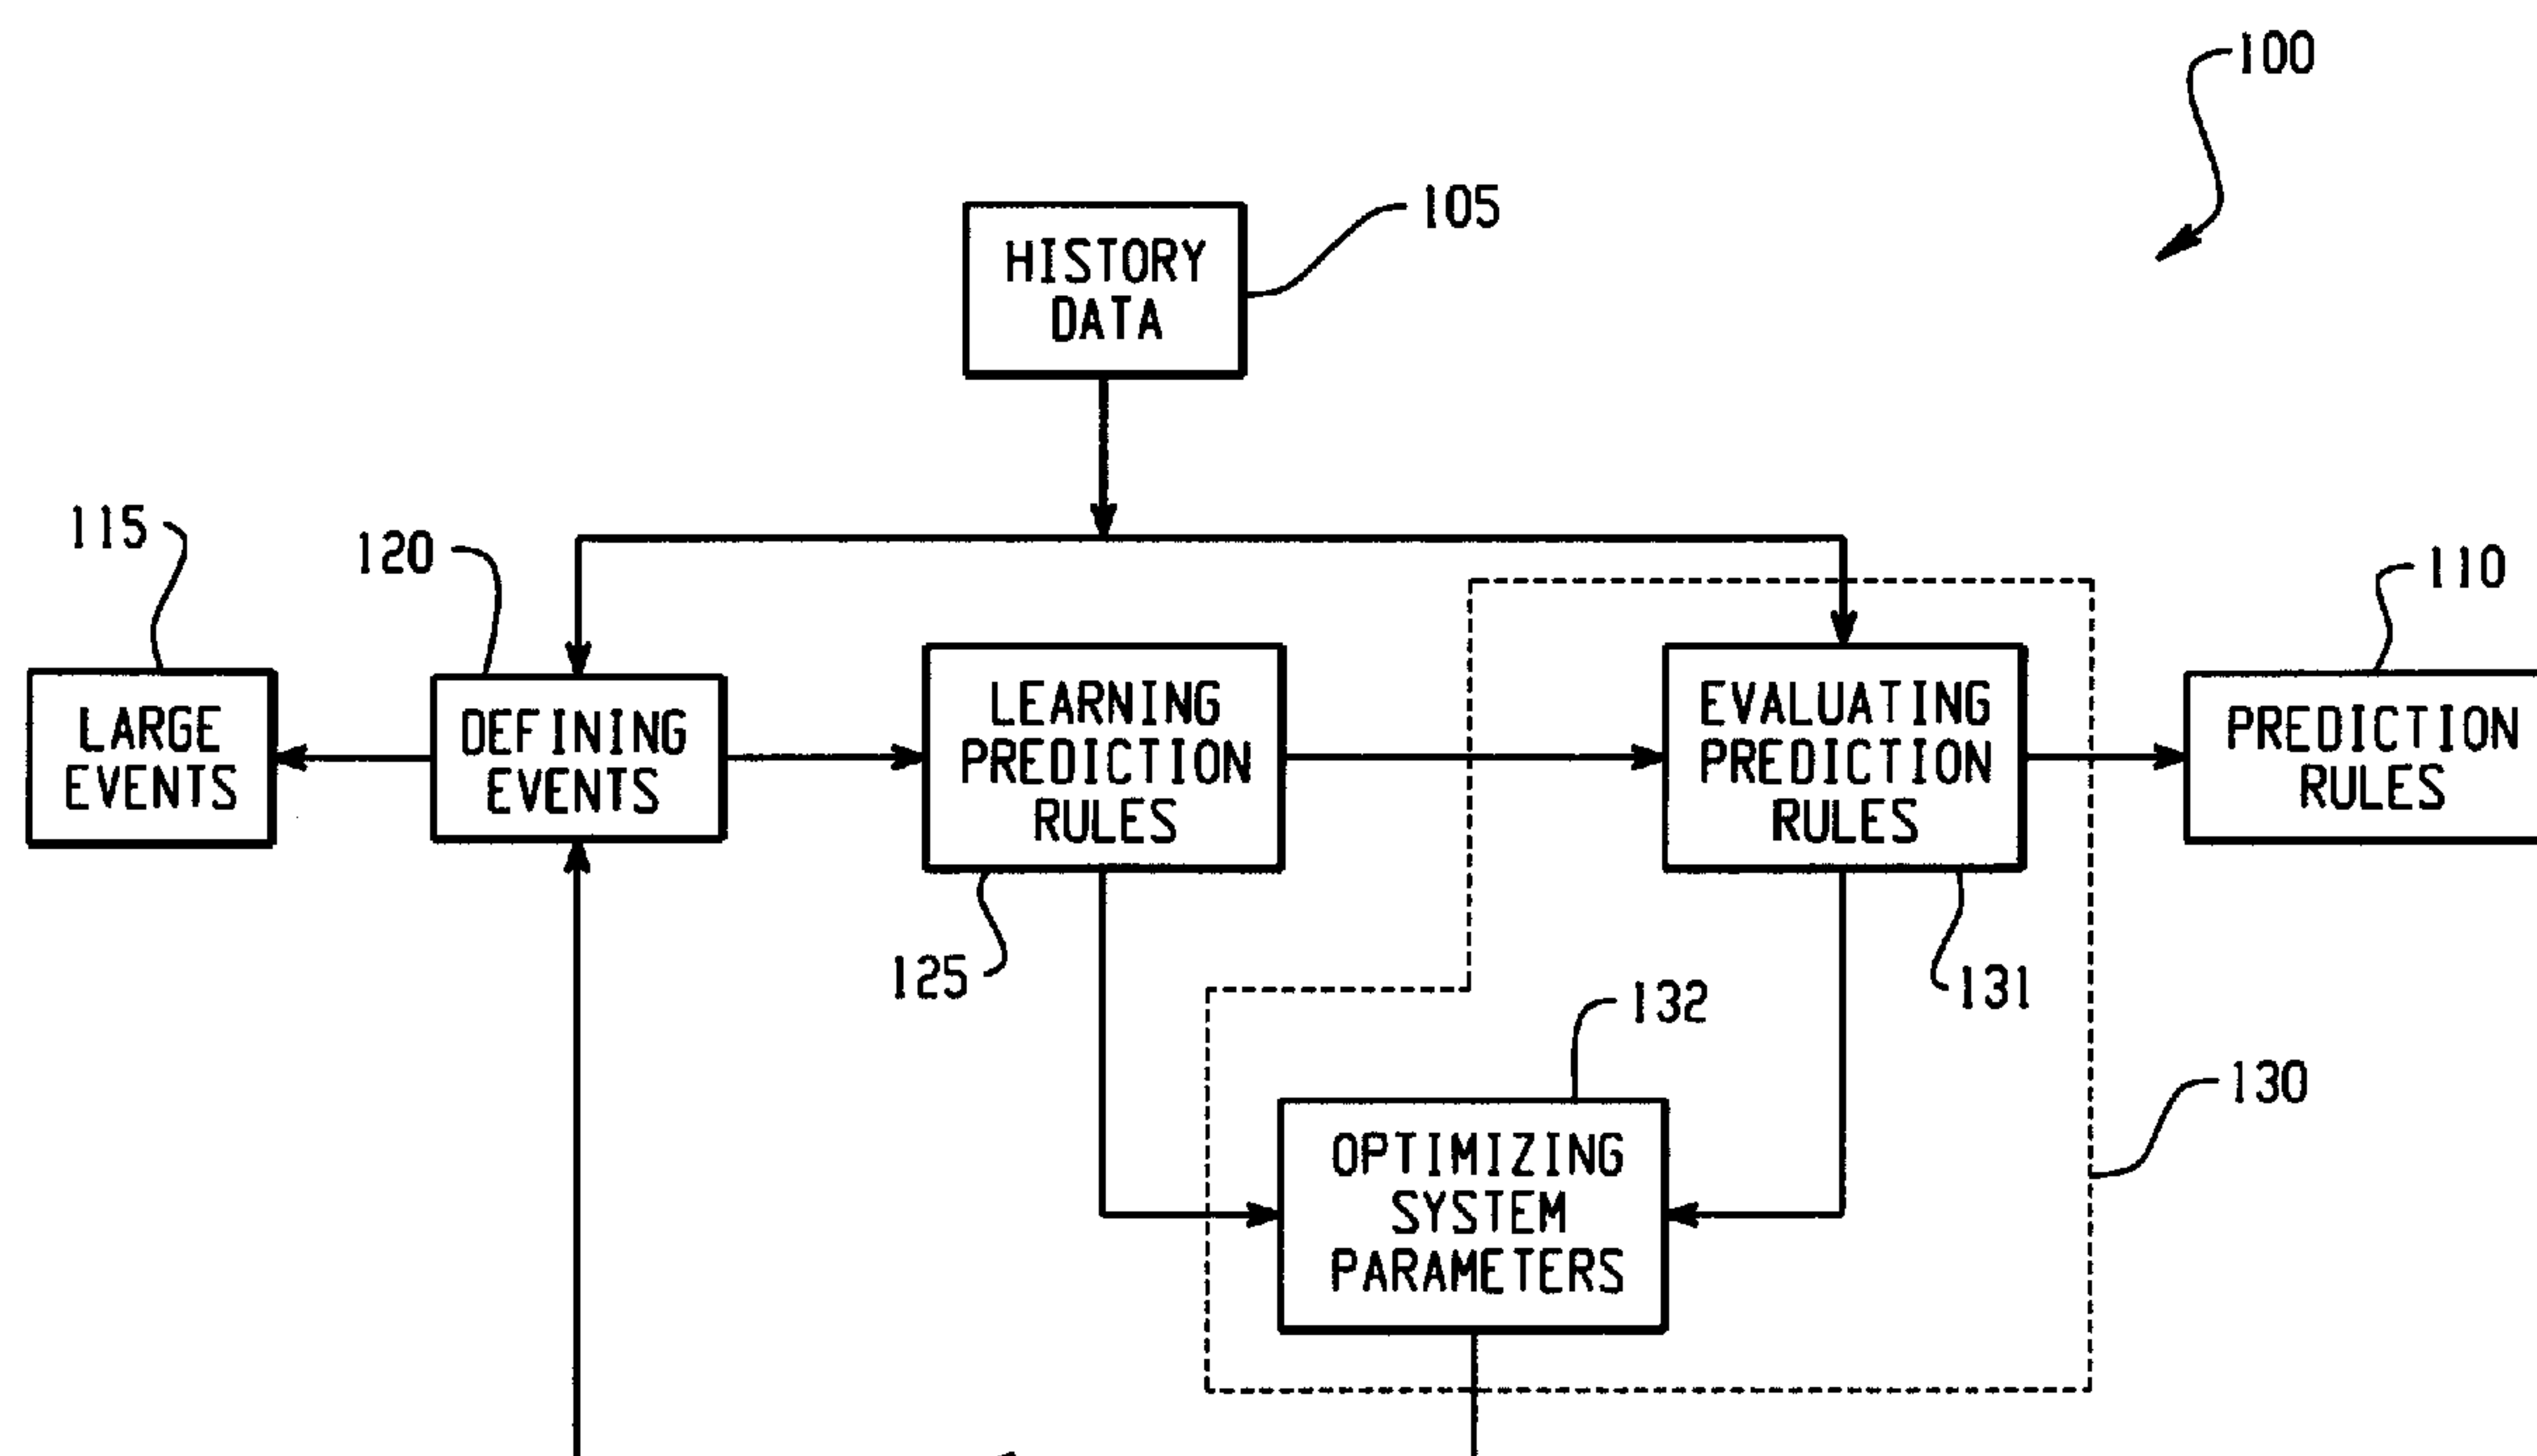 100
HISTORY
DATA
105
115
120
110
LARGE
EVENTS
DEFINING
EVENTS
LEARNING
PREDICTION
RULES
EVALUATING
PREDICTION
RULES
PREDICTION
RULES
125
131
132
130
OPTIMIZING
SYSTEM
PARAMETERS